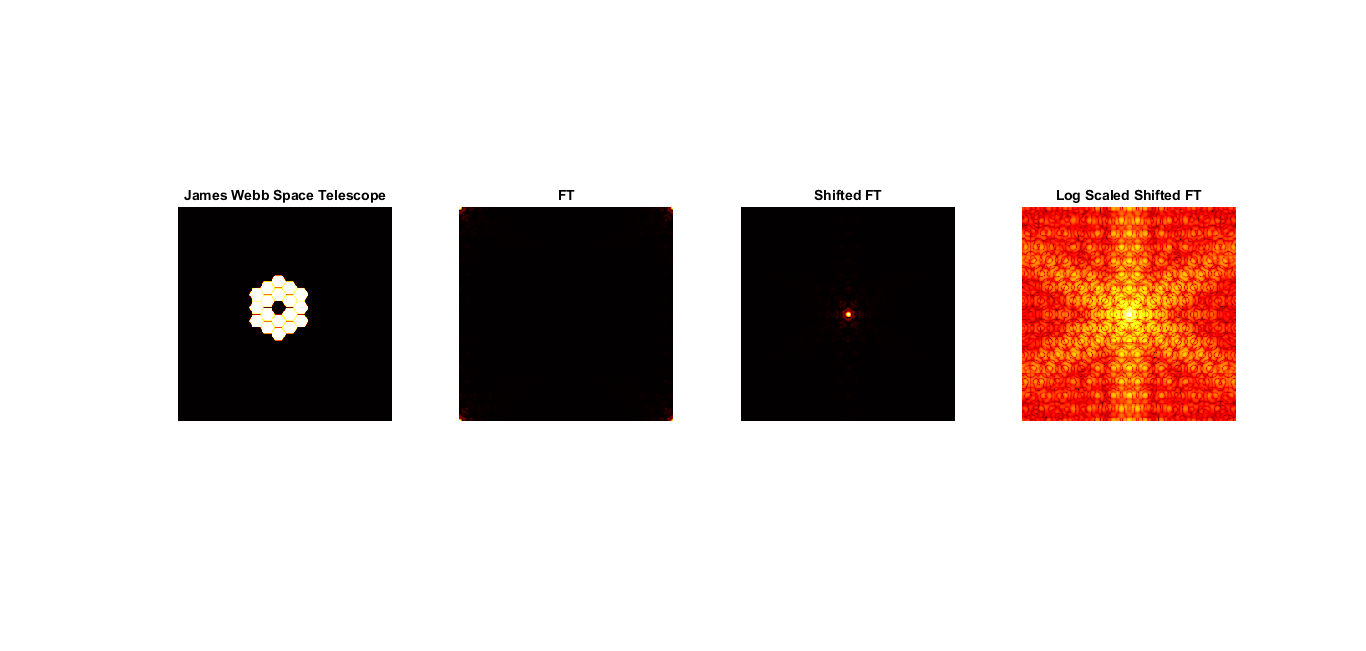 James Webb Space Telescope
FT
Shifted FT
Log Scaled Shifted FT